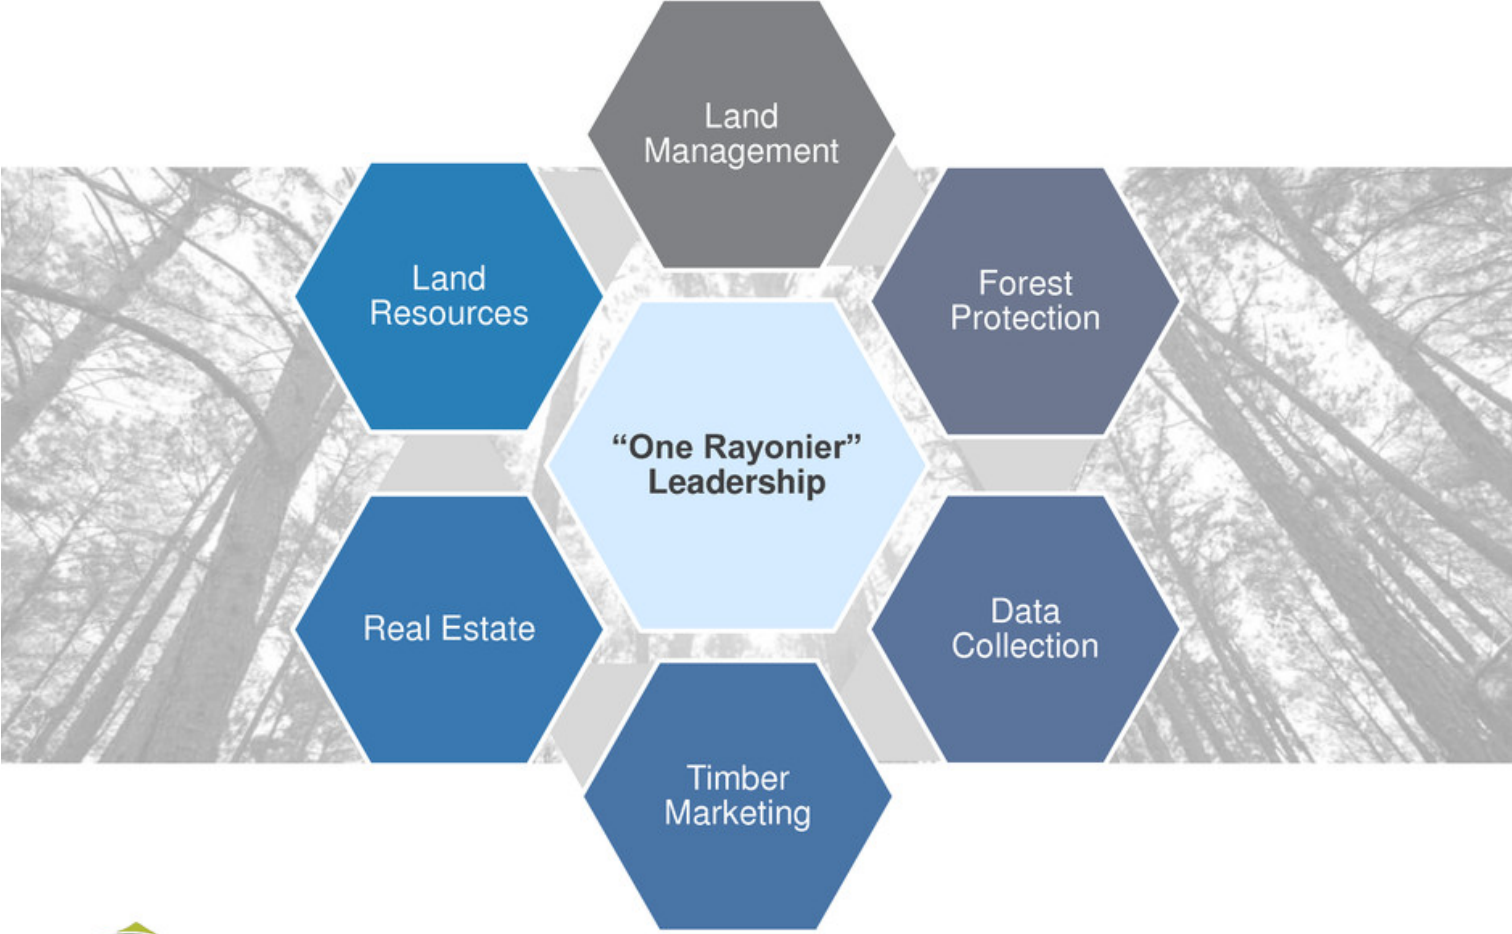 Land
Management
Land
Resources
Forest
Protection
“One Rayonier”
Leadership
Real Estate
Data
Collection
Timber
Marketing